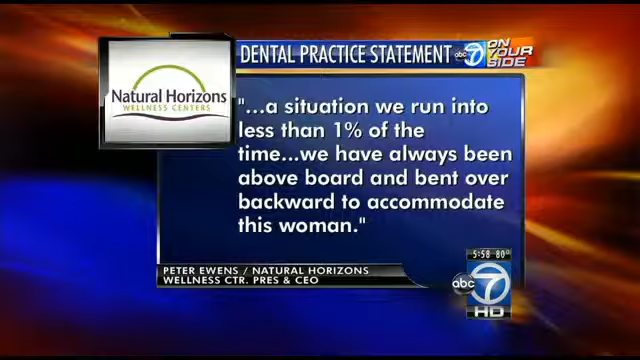 DENTAL PRACTICE STATEMENT
abc 7 ON YOUR SIDE
Natural Horizons
WELLNESS CENTERS
"...a situation we run into
less than 1% of the
time...we have always been
above board and bent over
backward to accommodate
this woman."
PETER EWENS / NATURAL HORIZONS
WELLNESS CTR. PRES & CEO
5:58 80°
abc 7
HD